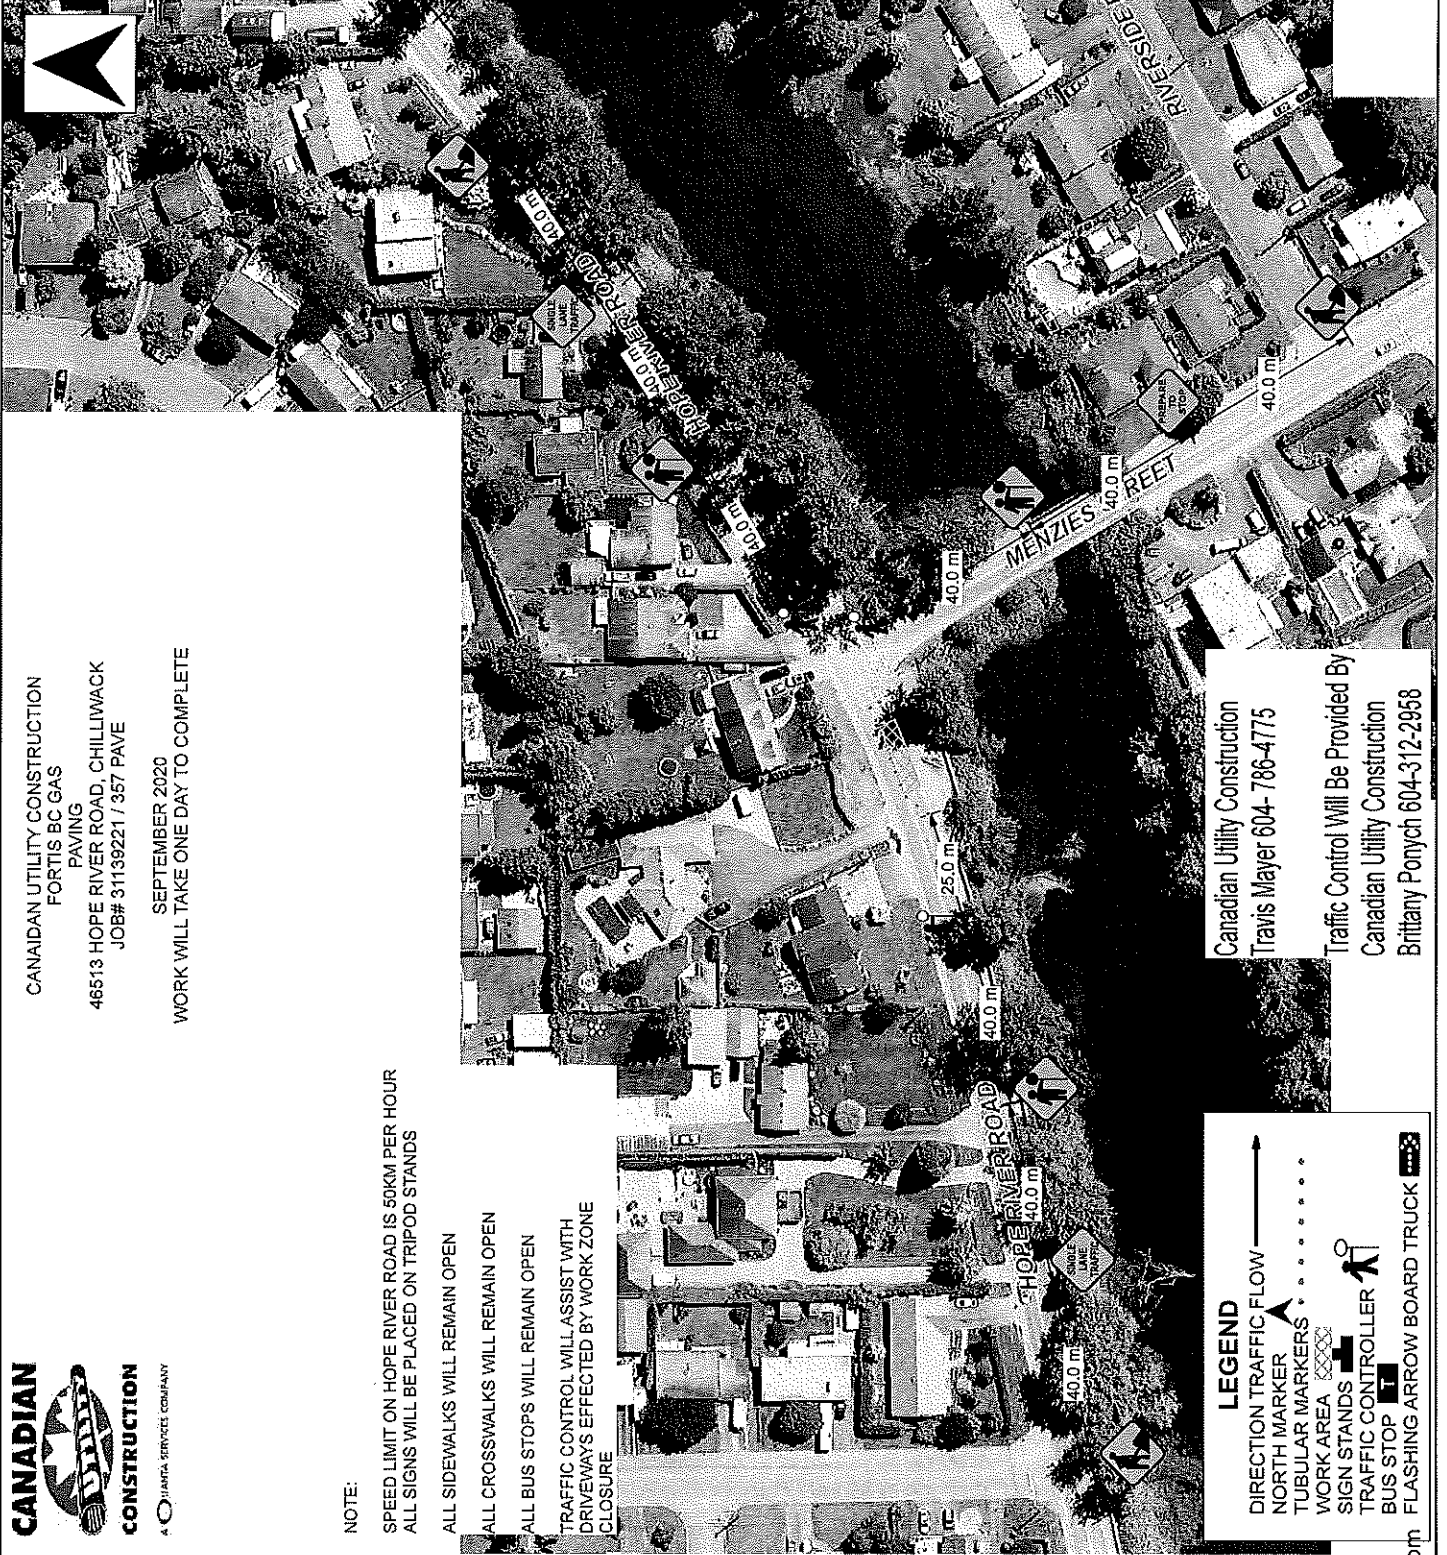 CANADIAN
UTILITY
CONSTRUCTION
A QUANTA SERVICES COMPANY
CANAIDAN UTILITY CONSTRUCTION
FORTIS BC GAS
PAVING
46513 HOPE RIVER ROAD, CHILLIWACK
JOB# 31139221 / 357 PAVE
SEPTEMBER 2020
WORK WILL TAKE ONE DAY TO COMPLETE
NOTE:
SPEED LIMIT ON HOPE RIVER ROAD IS 50KM PER HOUR
ALL SIGNS WILL BE PLACED ON TRIPOD STANDS
ALL SIDEWALKS WILL REMAIN OPEN
ALL CROSSWALKS WILL REMAIN OPEN
ALL BUS STOPS WILL REMAIN OPEN
TRAFFIC CONTROL WILL ASSIST WITH
DRIVEWAYS EFFECTED BY WORK ZONE
CLOSURE
40.0 m
HOPE RIVER ROAD
SINGLE
LANE
TRAFFIC
40.0 m
40.0 m
RIVERSIDE
MENZIES STREET
40.0 m
40.0 m
40.0 m
PREPARE
TO
STOP
25.0 m
40.0 m
HOPE RIVER ROAD
40.0 m
SINGLE
LANE
TRAFFIC
40.0 m
LEGEND
DIRECTION TRAFFIC FLOW
NORTH MARKER
TUBULAR MARKERS
WORK AREA
SIGN STANDS
TRAFFIC CONTROLLER
BUS STOP T
FLASHING ARROW BOARD TRUCK
om
Canadian Utility Construction
Travis Mayer 604- 786-4775
Traffic Control Will Be Provided By
Canadian Utility Construction
Brittany Ponych 604-312-2958